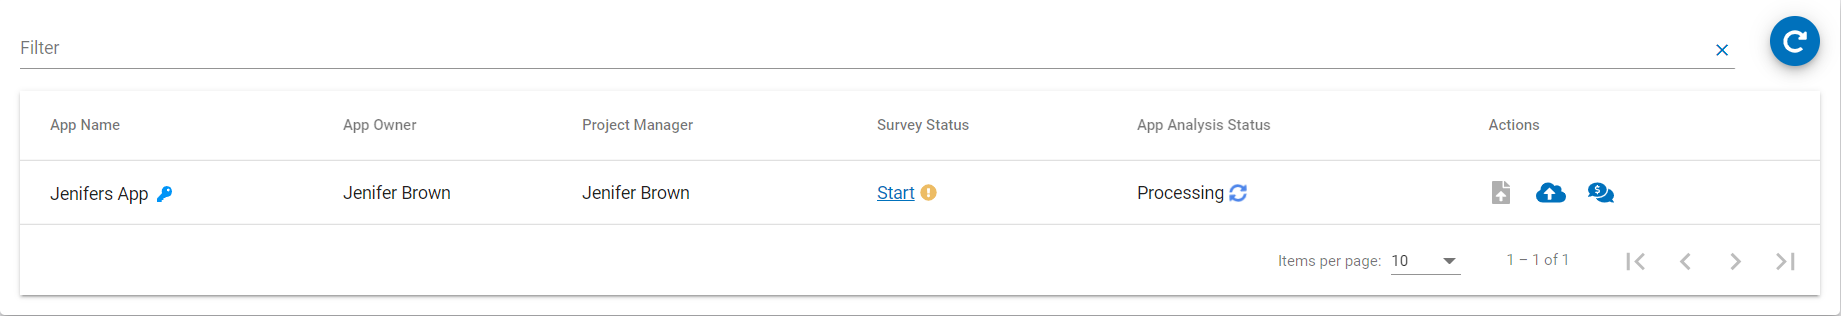 Filter
App Name App Owner Project Manager Survey Status App Analysis Status Actions
Jenifers App Jenifer Brown Jenifer Brown Start Processing
Items per page: 10 1 – 1 of 1